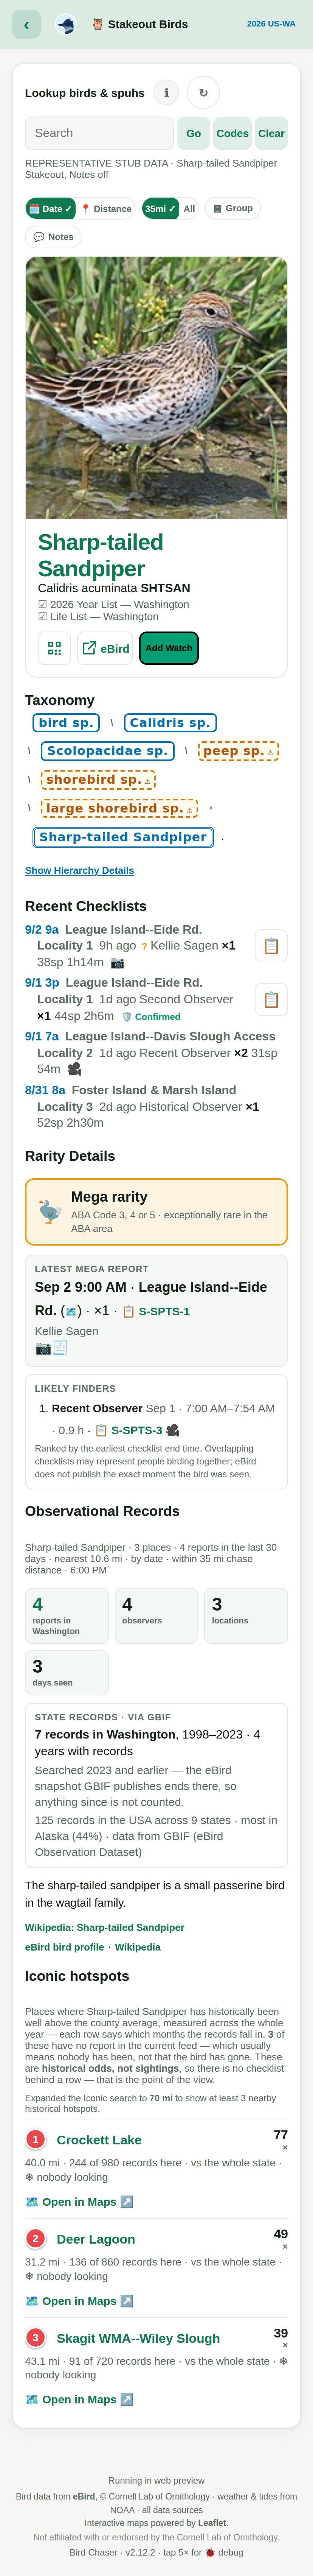 ‹ 🦉 Stakeout Birds 2026 US-WA
Lookup birds & spuhs ℹ ↻
Search Go Codes Clear
REPRESENTATIVE STUB DATA · Sharp-tailed Sandpiper
Stakeout, Notes off
🗓️ Date ✓ 📍 Distance 35mi ✓ All ▦ Group
💬 Notes
Sharp-tailed
Sandpiper
Calidris acuminata SHTSAN
☑ 2026 Year List — Washington
☑ Life List — Washington
eBird Add Watch
Taxonomy
bird sp. \ Calidris sp.
\ Scolopacidae sp. \ peep sp. ⚠
\ shorebird sp. ⚠
\ large shorebird sp. ⚠ ›
Sharp-tailed Sandpiper .
Show Hierarchy Details
Recent Checklists
9/2 9a League Island--Eide Rd.
Locality 1 9h ago ? Kellie Sagen ×1
38sp 1h14m 📷 📋
9/1 3p League Island--Eide Rd.
Locality 1 1d ago Second Observer
×1 44sp 2h6m 🛡️ Confirmed 📋
9/1 7a League Island--Davis Slough Access
Locality 2 1d ago Recent Observer ×2 31sp
54m 🎥
8/31 8a Foster Island & Marsh Island
Locality 3 2d ago Historical Observer ×1
52sp 2h30m
Rarity Details
Mega rarity
ABA Code 3, 4 or 5 · exceptionally rare in the
ABA area
LATEST MEGA REPORT
Sep 2 9:00 AM · League Island--Eide
Rd. (🗺️) · ×1 · 📋 S-SPTS-1
Kellie Sagen
📷🧾
LIKELY FINDERS
1. Recent Observer Sep 1 · 7:00 AM–7:54 AM
· 0.9 h · 📋 S-SPTS-3 🎥
Ranked by the earliest checklist end time. Overlapping
checklists may represent people birding together; eBird
does not publish the exact moment the bird was seen.
Observational Records
Sharp-tailed Sandpiper · 3 places · 4 reports in the last 30
days · nearest 10.6 mi · by date · within 35 mi chase
distance · 6:00 PM
4 4 3
reports in Washington observers locations
3
days seen
STATE RECORDS · VIA GBIF
7 records in Washington, 1998–2023 · 4
years with records
Searched 2023 and earlier — the eBird
snapshot GBIF publishes ends there, so
anything since is not counted.
125 records in the USA across 9 states · most in
Alaska (44%) · data from GBIF (eBird
Observation Dataset)
The sharp-tailed sandpiper is a small passerine bird
in the wagtail family.
Wikipedia: Sharp-tailed Sandpiper
eBird bird profile · Wikipedia
Iconic hotspots
Places where Sharp-tailed Sandpiper has historically been
well above the county average, measured across the whole
year — each row says which months the records fall in. 3 of
these have no report in the current feed — which usually
means nobody has been, not that the bird has gone. These
are historical odds, not sightings, so there is no checklist
behind a row — that is the point of the view.
Expanded the Iconic search to 70 mi to show at least 3 nearby
historical hotspots.
1 Crockett Lake 77
×
40.0 mi · 244 of 980 records here · vs the whole state ·
❄ nobody looking
🗺️ Open in Maps ↗
2 Deer Lagoon 49
×
31.2 mi · 136 of 860 records here · vs the whole state ·
❄ nobody looking
🗺️ Open in Maps ↗
3 Skagit WMA--Wiley Slough 39
×
43.1 mi · 91 of 720 records here · vs the whole state · ❄
nobody looking
🗺️ Open in Maps ↗
Running in web preview
Bird data from eBird, © Cornell Lab of Ornithology · weather & tides from
NOAA · all data sources
Interactive maps powered by Leaflet.
Not affiliated with or endorsed by the Cornell Lab of Ornithology.
Bird Chaser · v2.12.2 · tap 5× for 🐞 debug